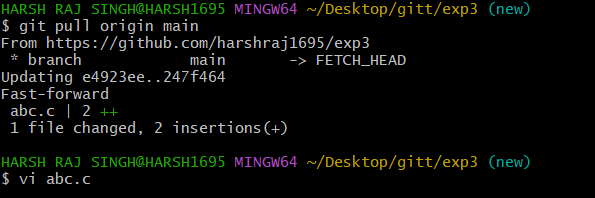 HARSH RAJ SINGH@HARSH1695 MINGW64 ~/Desktop/gitt/exp3 (new)
$ git pull origin main
From https://github.com/harshraj1695/exp3
 * branch            main       -> FETCH_HEAD
Updating e4923ee..247f464
Fast-forward
 abc.c | 2 ++
 1 file changed, 2 insertions(+)
HARSH RAJ SINGH@HARSH1695 MINGW64 ~/Desktop/gitt/exp3 (new)
$ vi abc.c